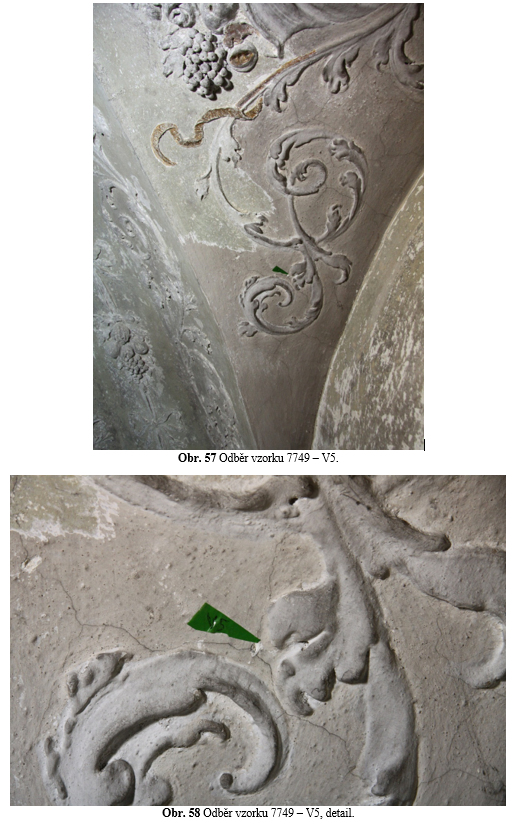 Obr. 57 Odběr vzorku 7749 – V5.
Obr. 58 Odběr vzorku 7749 – V5, detail.